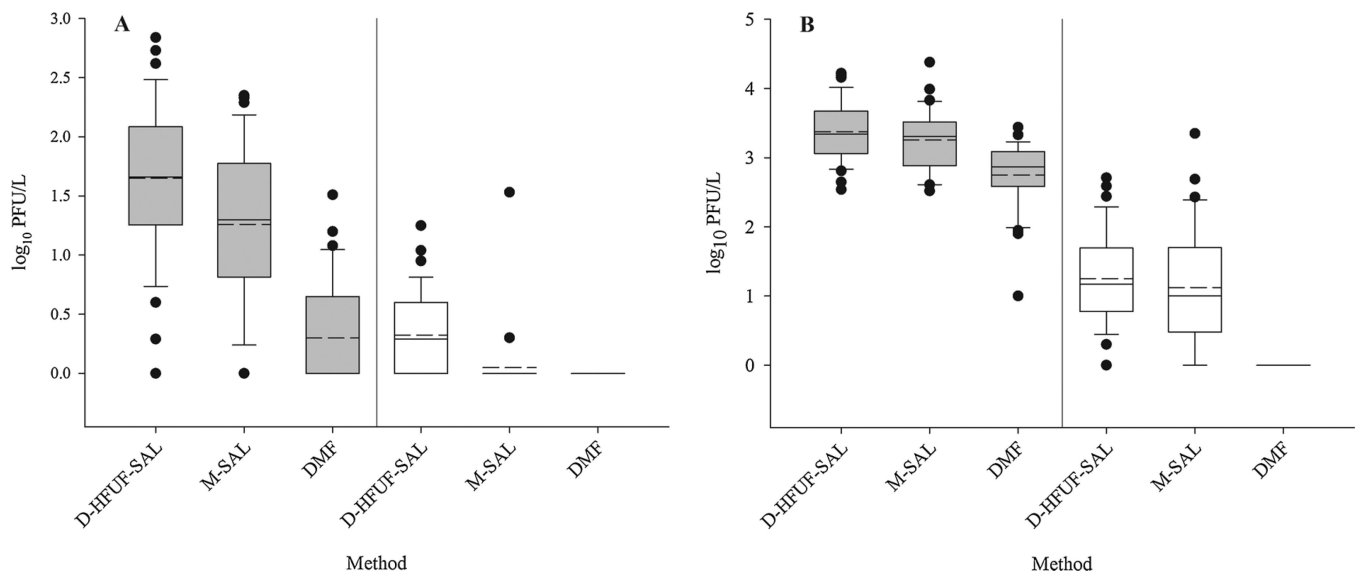 A
3.0
2.5
2.0
1.5
1.0
0.5
0.0
log10 PFU/L
D-HFUF-SAL
M-SAL
DMF
D-HFUF-SAL
M-SAL
DMF
Method
B
5
4
3
2
1
0
log10 PFU/L
D-HFUF-SAL
M-SAL
DMF
D-HFUF-SAL
M-SAL
DMF
Method